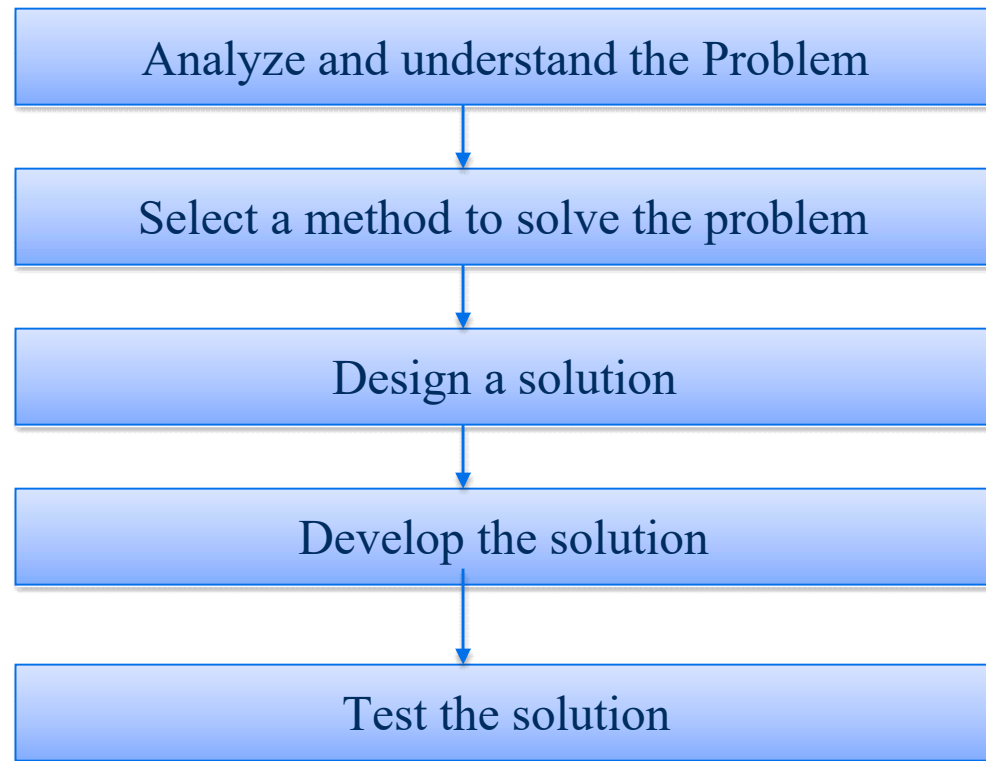 Analyze and understand the Problem
Select a method to solve the problem
Design a solution
Develop the solution
Test the solution